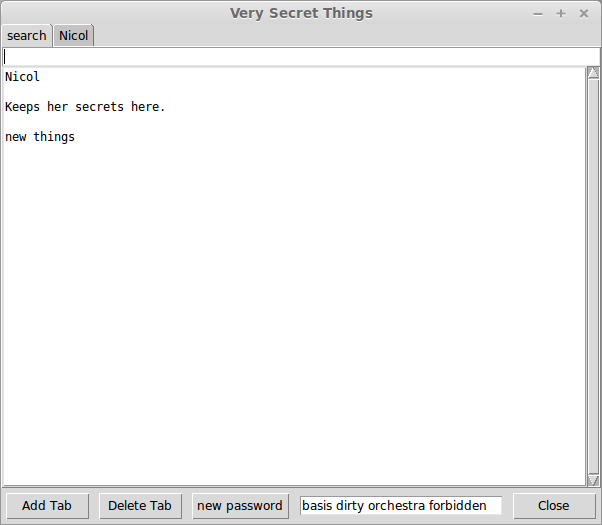 Very Secret Things
search Nicol
Nicol
Keeps her secrets here.
new things
Add Tab Delete Tab new password basis dirty orchestra forbidden Close